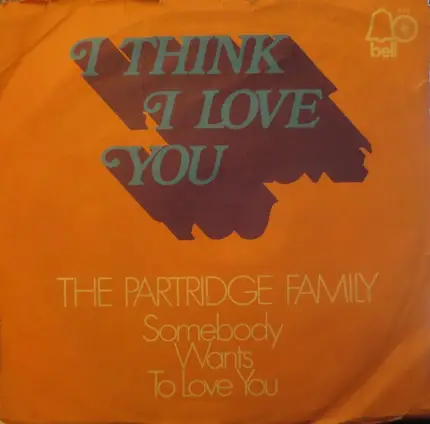 bell
I THINK
I LOVE
YOU
THE PARTRIDGE FAMILY
Somebody
Wants
To Love You